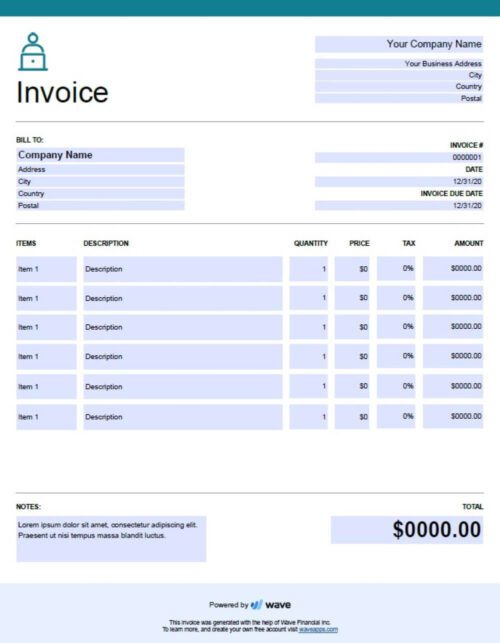 Your Company Name
Your Business Address
City
Country
Postal
Invoice
BILL TO:
Company Name
Address
City
Country
Postal
INVOICE #
0000001
DATE
12/31/20
INVOICE DUE DATE
12/31/20
ITEMS DESCRIPTION QUANTITY PRICE TAX AMOUNT
Item 1 Description 1 $0 0% $0000.00
Item 1 Description 1 $0 0% $0000.00
Item 1 Description 1 $0 0% $0000.00
Item 1 Description 1 $0 0% $0000.00
Item 1 Description 1 $0 0% $0000.00
Item 1 Description 1 $0 0% $0000.00
NOTES:
Lorem ipsum dolor sit amet, consectetur adipiscing elit.
Praesent ut nisi tempus massa blandit luctus.
TOTAL
$0000.00
Powered by wave
This invoice was generated with the help of Wave Financial Inc.
To learn more, and create your own free account visit waveapps.com